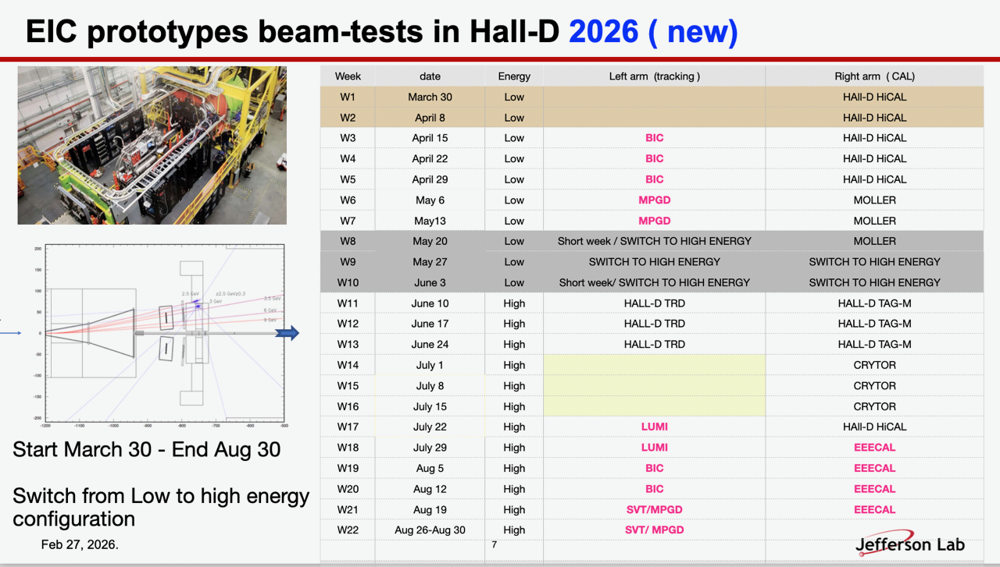 EIC prototypes beam-tests in Hall-D 2026 ( new)
Week date Energy Left arm (tracking ) Right arm ( CAL)
W1 March 30 Low HAll-D HiCAL
W2 April 8 Low HAll-D HiCAL
W3 April 15 Low BIC HAll-D HiCAL
W4 April 22 Low BIC HAll-D HiCAL
W5 April 29 Low BIC HAll-D HiCAL
W6 May 6 Low MPGD MOLLER
W7 May13 Low MPGD MOLLER
W8 May 20 Low Short week / SWITCH TO HIGH ENERGY MOLLER
W9 May 27 Low SWITCH TO HIGH ENERGY SWITCH TO HIGH ENERGY
W10 June 3 Low Short week/ SWITCH TO HIGH ENERGY SWITCH TO HIGH ENERGY
W11 June 10 High HALL-D TRD HALL-D TAG-M
W12 June 17 High HALL-D TRD HALL-D TAG-M
W13 June 24 High HALL-D TRD HALL-D TAG-M
W14 July 1 High CRYTOR
W15 July 8 High CRYTOR
W16 July 15 High CRYTOR
W17 July 22 High LUMI HAll-D HiCAL
W18 July 29 High LUMI EEECAL
W19 Aug 5 High BIC EEECAL
W20 Aug 12 High BIC EEECAL
W21 Aug 19 High SVT/MPGD EEECAL
W22 Aug 26-Aug 30 High SVT/ MPGD
200
150
100
50
0
-50
-100
-150
-200
-1200 -1100 -1000 -900 -800 -700 -600 -500
2.5 GeV
3 GeV
3.5 GeV
6 GeV
9 GeV
Start March 30 - End Aug 30
Switch from Low to high energy
configuration
Feb 27, 2026.
7
Jefferson Lab